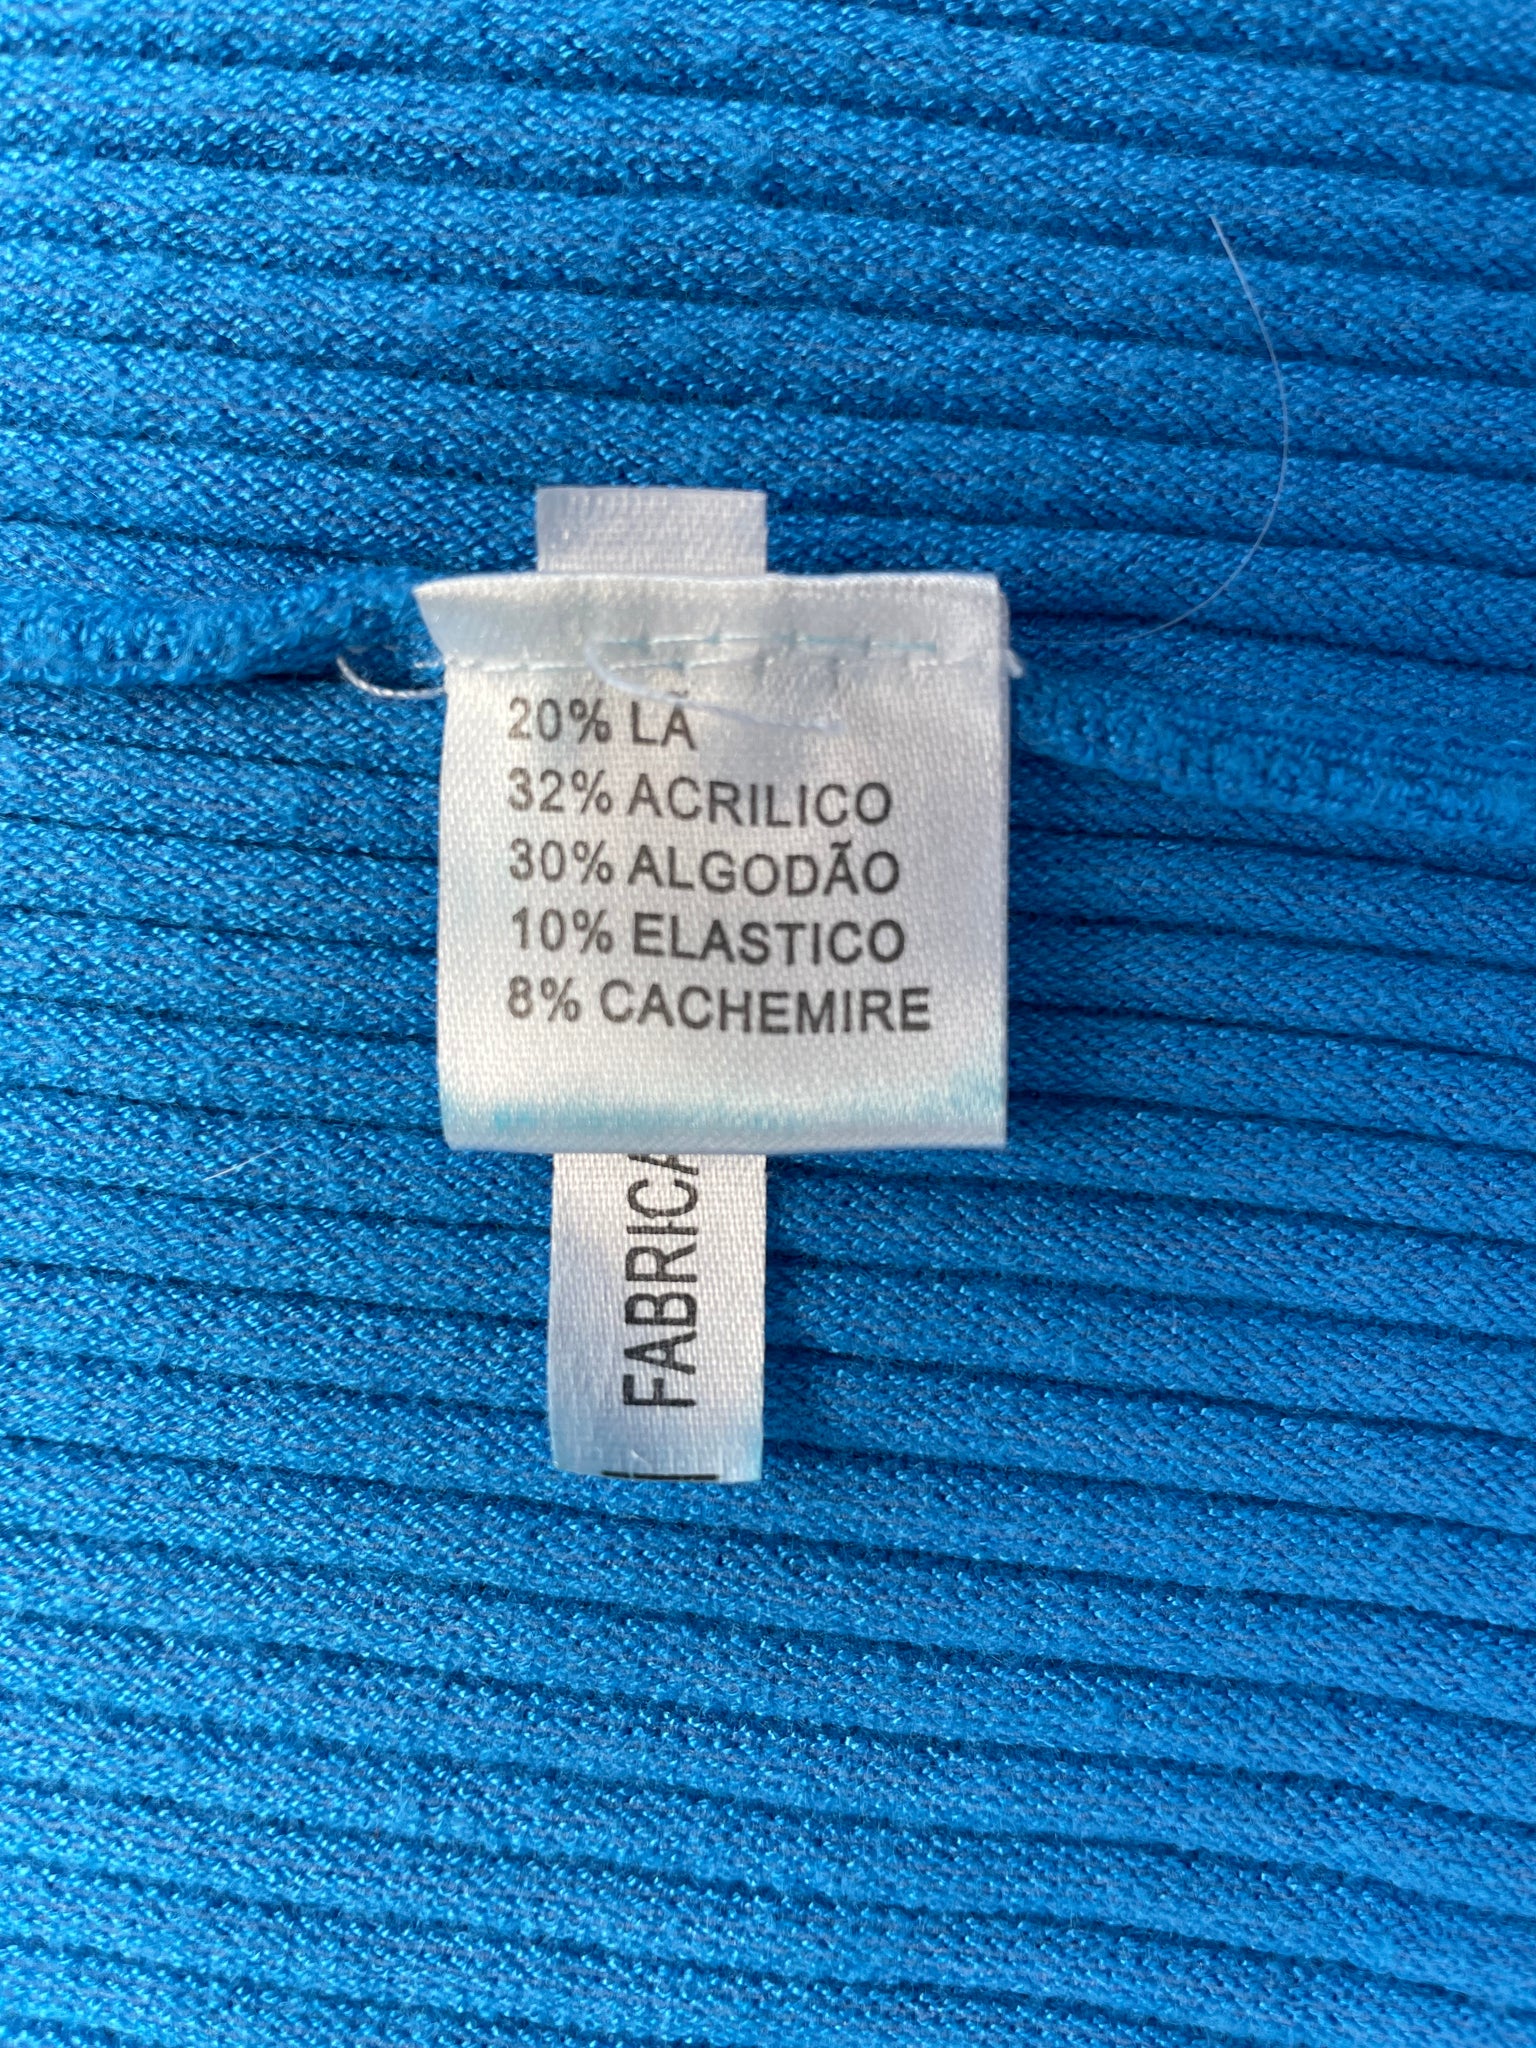 20% LÃ
32% ACRILICO
30% ALGODÃO
10% ELASTICO
8% CACHEMIRE
FABRICA